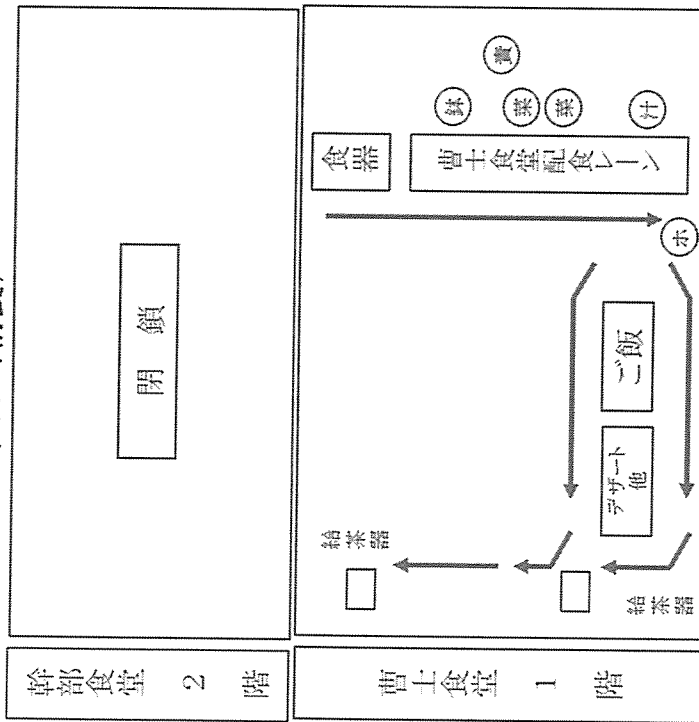 幹部食堂 2 階
閉 鎖
曹士食堂 1 階
食器
曹士食堂配食レーン
責
鉢
菜
菜
汁
ホ
ご飯
デザート
他
給茶器
給茶器